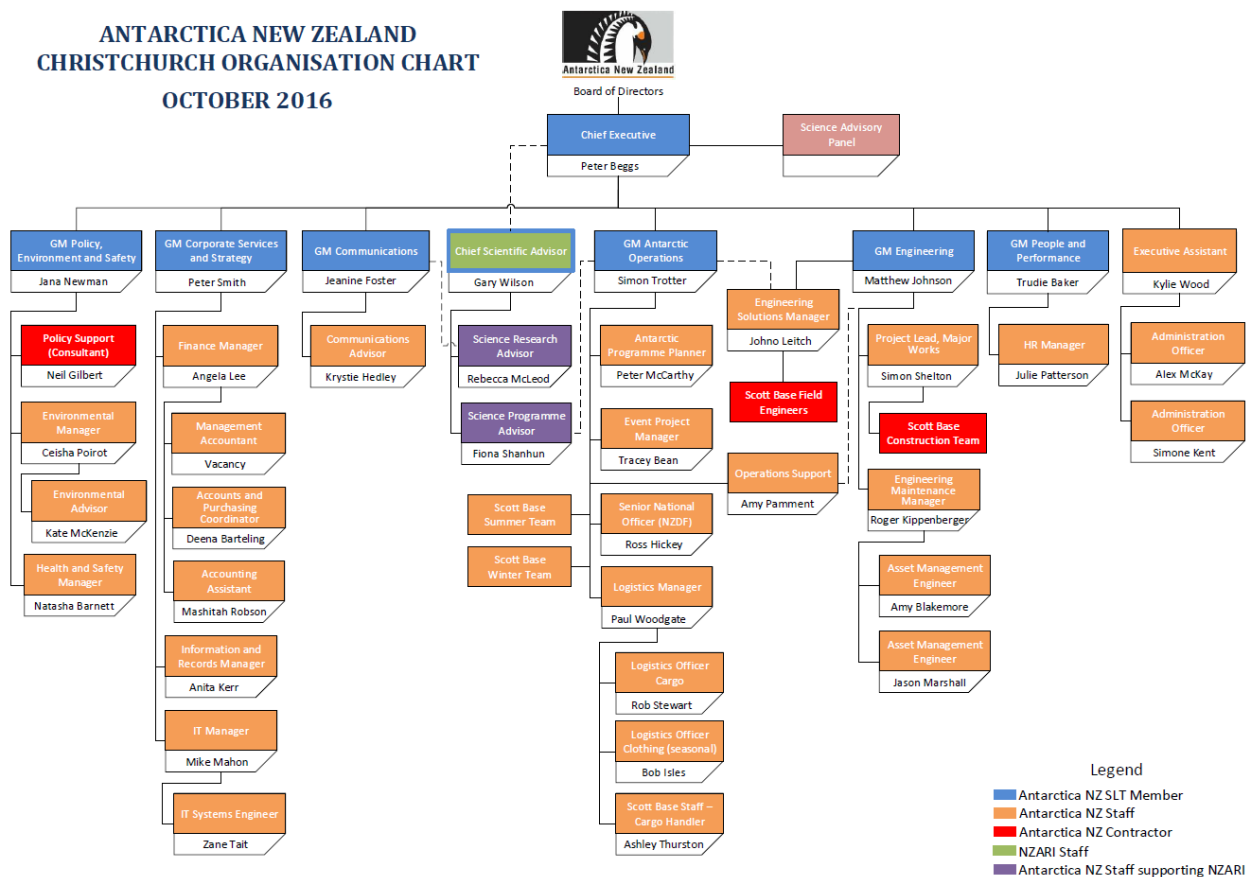 ANTARCTICA NEW ZEALAND
CHRISTCHURCH ORGANISATION CHART
OCTOBER 2016
Antarctica New Zealand
Board of Directors
Chief Executive
Peter Beggs
Science Advisory
Panel
GM Policy,
Environment and Safety
Jana Newman
Policy Support
(Consultant)
Neil Gilbert
Environmental
Manager
Ceisha Poirot
Environmental
Advisor
Kate McKenzie
Health and Safety
Manager
Natasha Barnett
GM Corporate Services
and Strategy
Peter Smith
Finance Manager
Angela Lee
Management
Accountant
Vacancy
Accounts and
Purchasing
Coordinator
Deena Barteling
Accounting
Assistant
Mashitah Robson
Information and
Records Manager
Anita Kerr
IT Manager
Mike Mahon
IT Systems Engineer
Zane Tait
GM Communications
Jeanine Foster
Communications
Advisor
Krystie Hedley
Chief Scientific Advisor
Gary Wilson
Science Research
Advisor
Rebecca McLeod
Science Programme
Advisor
Fiona Shanhun
GM Antarctic
Operations
Simon Trotter
Antarctic
Programme Planner
Peter McCarthy
Event Project
Manager
Tracey Bean
Operations Support
Amy Pamment
Scott Base
Summer Team
Senior National
Officer (NZDF)
Ross Hickey
Scott Base
Winter Team
Logistics Manager
Paul Woodgate
Logistics Officer
Cargo
Rob Stewart
Logistics Officer
Clothing (seasonal)
Bob Isles
Scott Base Staff –
Cargo Handler
Ashley Thurston
Engineering
Solutions Manager
Johno Leitch
Scott Base Field
Engineers
GM Engineering
Matthew Johnson
Project Lead, Major
Works
Simon Shelton
Scott Base
Construction Team
Engineering
Maintenance
Manager
Roger Kippenberger
Asset Management
Engineer
Amy Blakemore
Asset Management
Engineer
Jason Marshall
GM People and
Performance
Trudie Baker
HR Manager
Julie Patterson
Executive Assistant
Kylie Wood
Administration
Officer
Alex McKay
Administration
Officer
Simone Kent
Legend
Antarctica NZ SLT Member
Antarctica NZ Staff
Antarctica NZ Contractor
NZARI Staff
Antarctica NZ Staff supporting NZARI